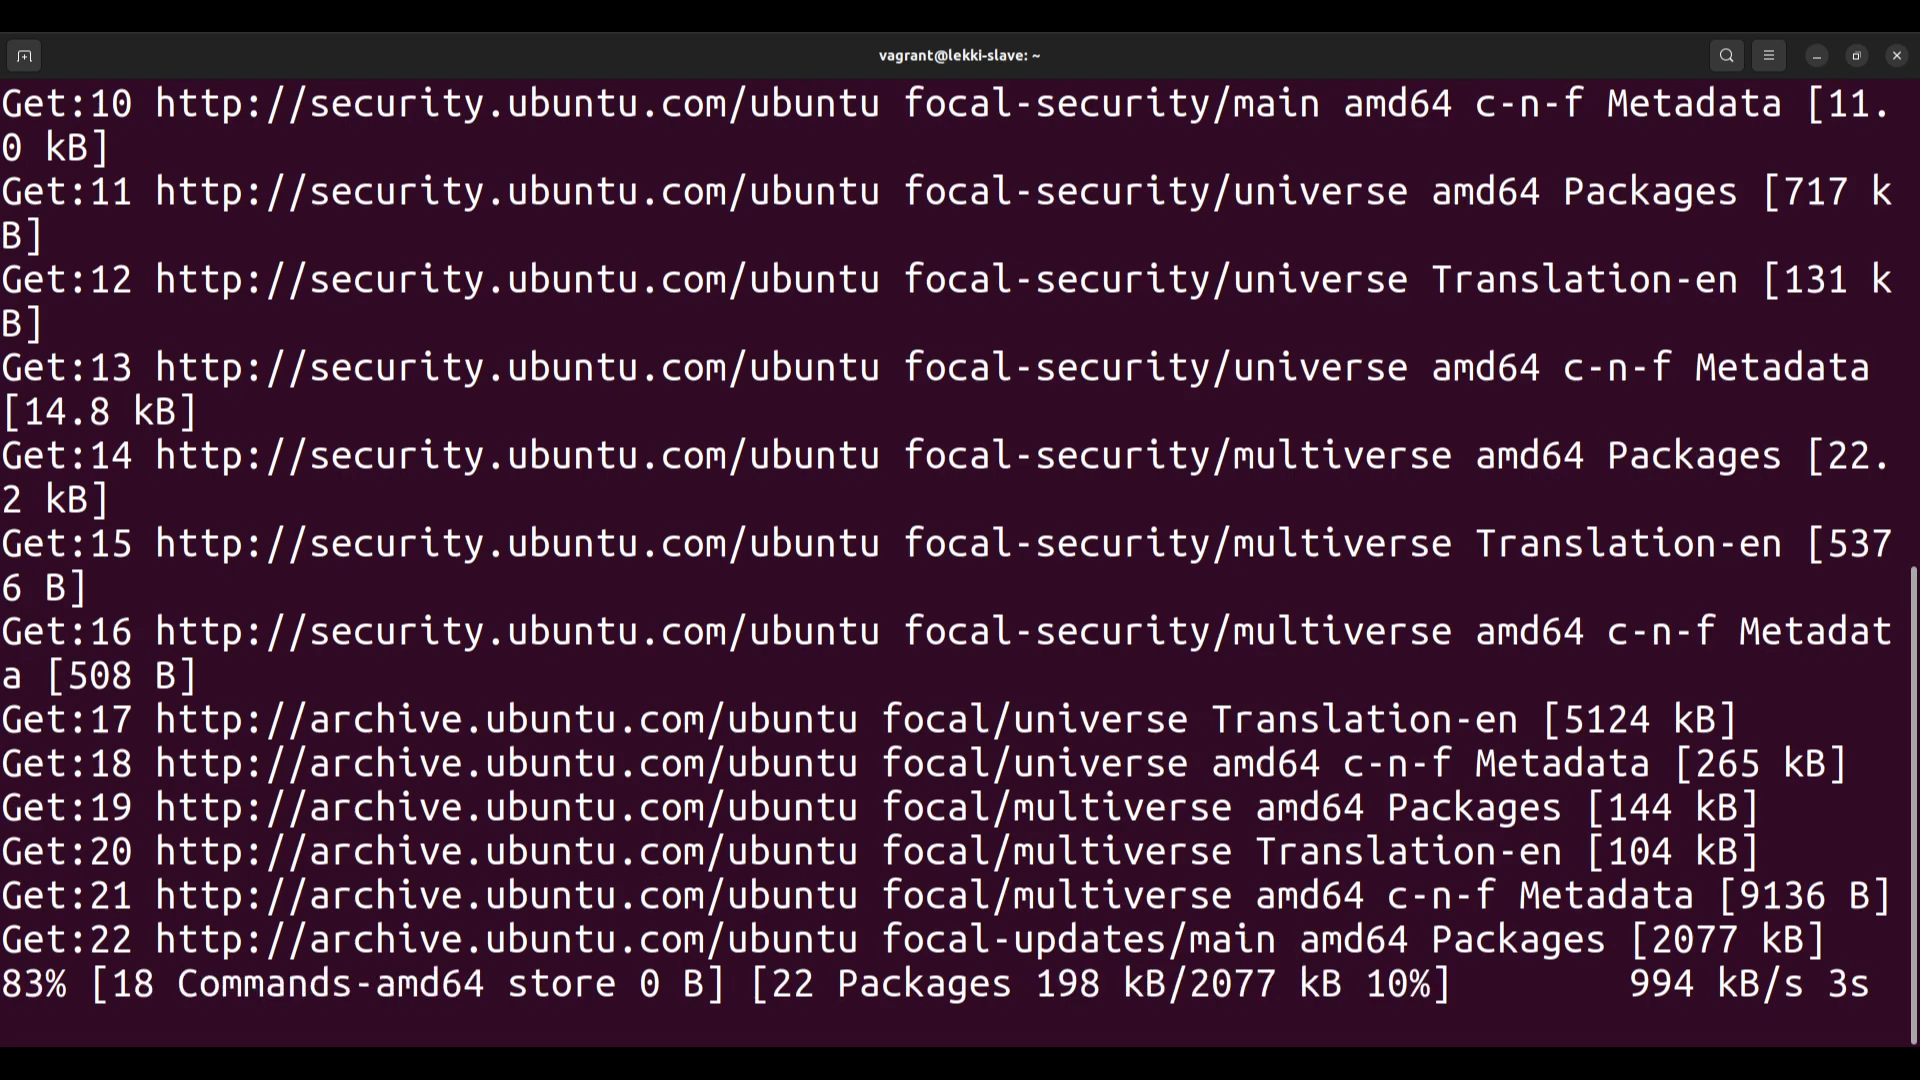 vagrant@lekki-slave: ~
Get:10 http://security.ubuntu.com/ubuntu focal-security/main amd64 c-n-f Metadata [11.
0 kB]
Get:11 http://security.ubuntu.com/ubuntu focal-security/universe amd64 Packages [717 k
B]
Get:12 http://security.ubuntu.com/ubuntu focal-security/universe Translation-en [131 k
B]
Get:13 http://security.ubuntu.com/ubuntu focal-security/universe amd64 c-n-f Metadata
[14.8 kB]
Get:14 http://security.ubuntu.com/ubuntu focal-security/multiverse amd64 Packages [22.
2 kB]
Get:15 http://security.ubuntu.com/ubuntu focal-security/multiverse Translation-en [537
6 B]
Get:16 http://security.ubuntu.com/ubuntu focal-security/multiverse amd64 c-n-f Metadat
a [508 B]
Get:17 http://archive.ubuntu.com/ubuntu focal/universe Translation-en [5124 kB]
Get:18 http://archive.ubuntu.com/ubuntu focal/universe amd64 c-n-f Metadata [265 kB]
Get:19 http://archive.ubuntu.com/ubuntu focal/multiverse amd64 Packages [144 kB]
Get:20 http://archive.ubuntu.com/ubuntu focal/multiverse Translation-en [104 kB]
Get:21 http://archive.ubuntu.com/ubuntu focal/multiverse amd64 c-n-f Metadata [9136 B]
Get:22 http://archive.ubuntu.com/ubuntu focal-updates/main amd64 Packages [2077 kB]
83% [18 Commands-amd64 store 0 B] [22 Packages 198 kB/2077 kB 10%] 994 kB/s 3s